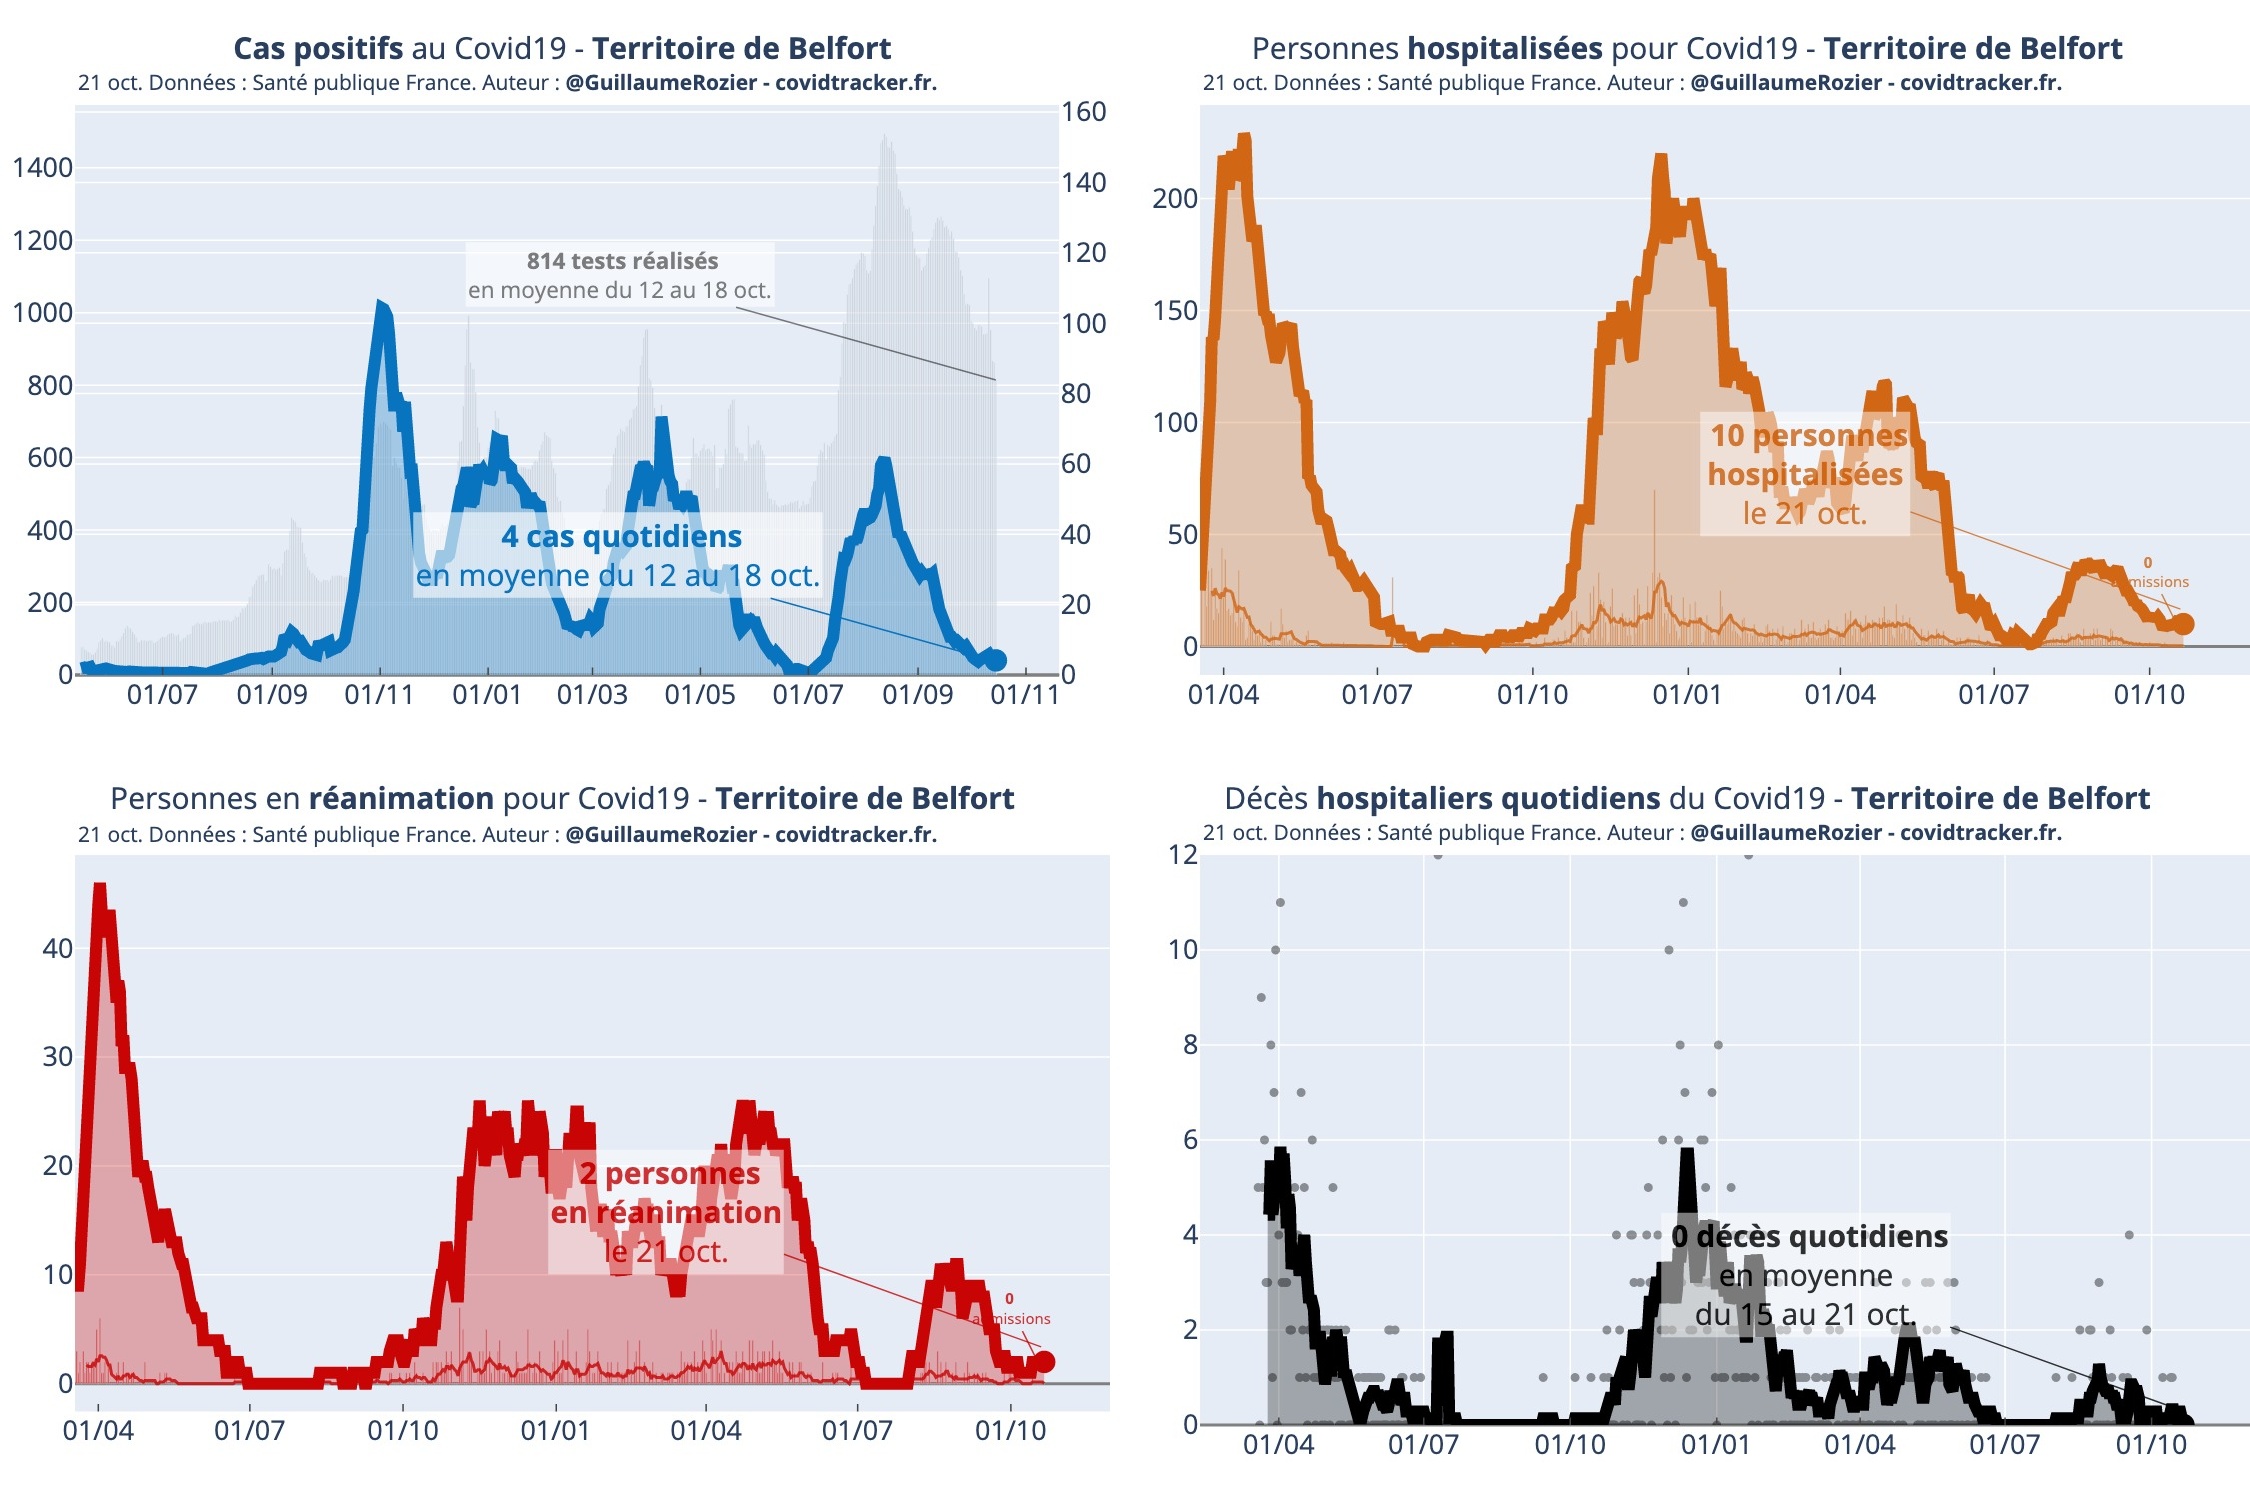 Cas positifs au Covid19 - Territoire de Belfort
21 oct. Données : Santé publique France. Auteur : @GuillaumeRozier - covidtracker.fr.
160
1400
140
1200
120
1000
100
800
80
600
60
400
40
200
20
0
0
814 tests réalisés
en moyenne du 12 au 18 oct.
4 cas quotidiens
en moyenne du 12 au 18 oct.
01/07 01/09 01/11 01/01 01/03 01/05 01/07 01/09 01/11
Personnes hospitalisées pour Covid19 - Territoire de Belfort
21 oct. Données : Santé publique France. Auteur : @GuillaumeRozier - covidtracker.fr.
200
150
100
50
0
10 personnes
hospitalisées
le 21 oct.
0
admissions
01/04 01/07 01/10 01/01 01/04 01/07 01/10
Personnes en réanimation pour Covid19 - Territoire de Belfort
21 oct. Données : Santé publique France. Auteur : @GuillaumeRozier - covidtracker.fr.
40
30
20
10
0
2 personnes
en réanimation
le 21 oct.
0
admissions
01/04 01/07 01/10 01/01 01/04 01/07 01/10
Décès hospitaliers quotidiens du Covid19 - Territoire de Belfort
21 oct. Données : Santé publique France. Auteur : @GuillaumeRozier - covidtracker.fr.
12
10
8
6
4
2
0
0 décès quotidiens
en moyenne
du 15 au 21 oct.
01/04 01/07 01/10 01/01 01/04 01/07 01/10